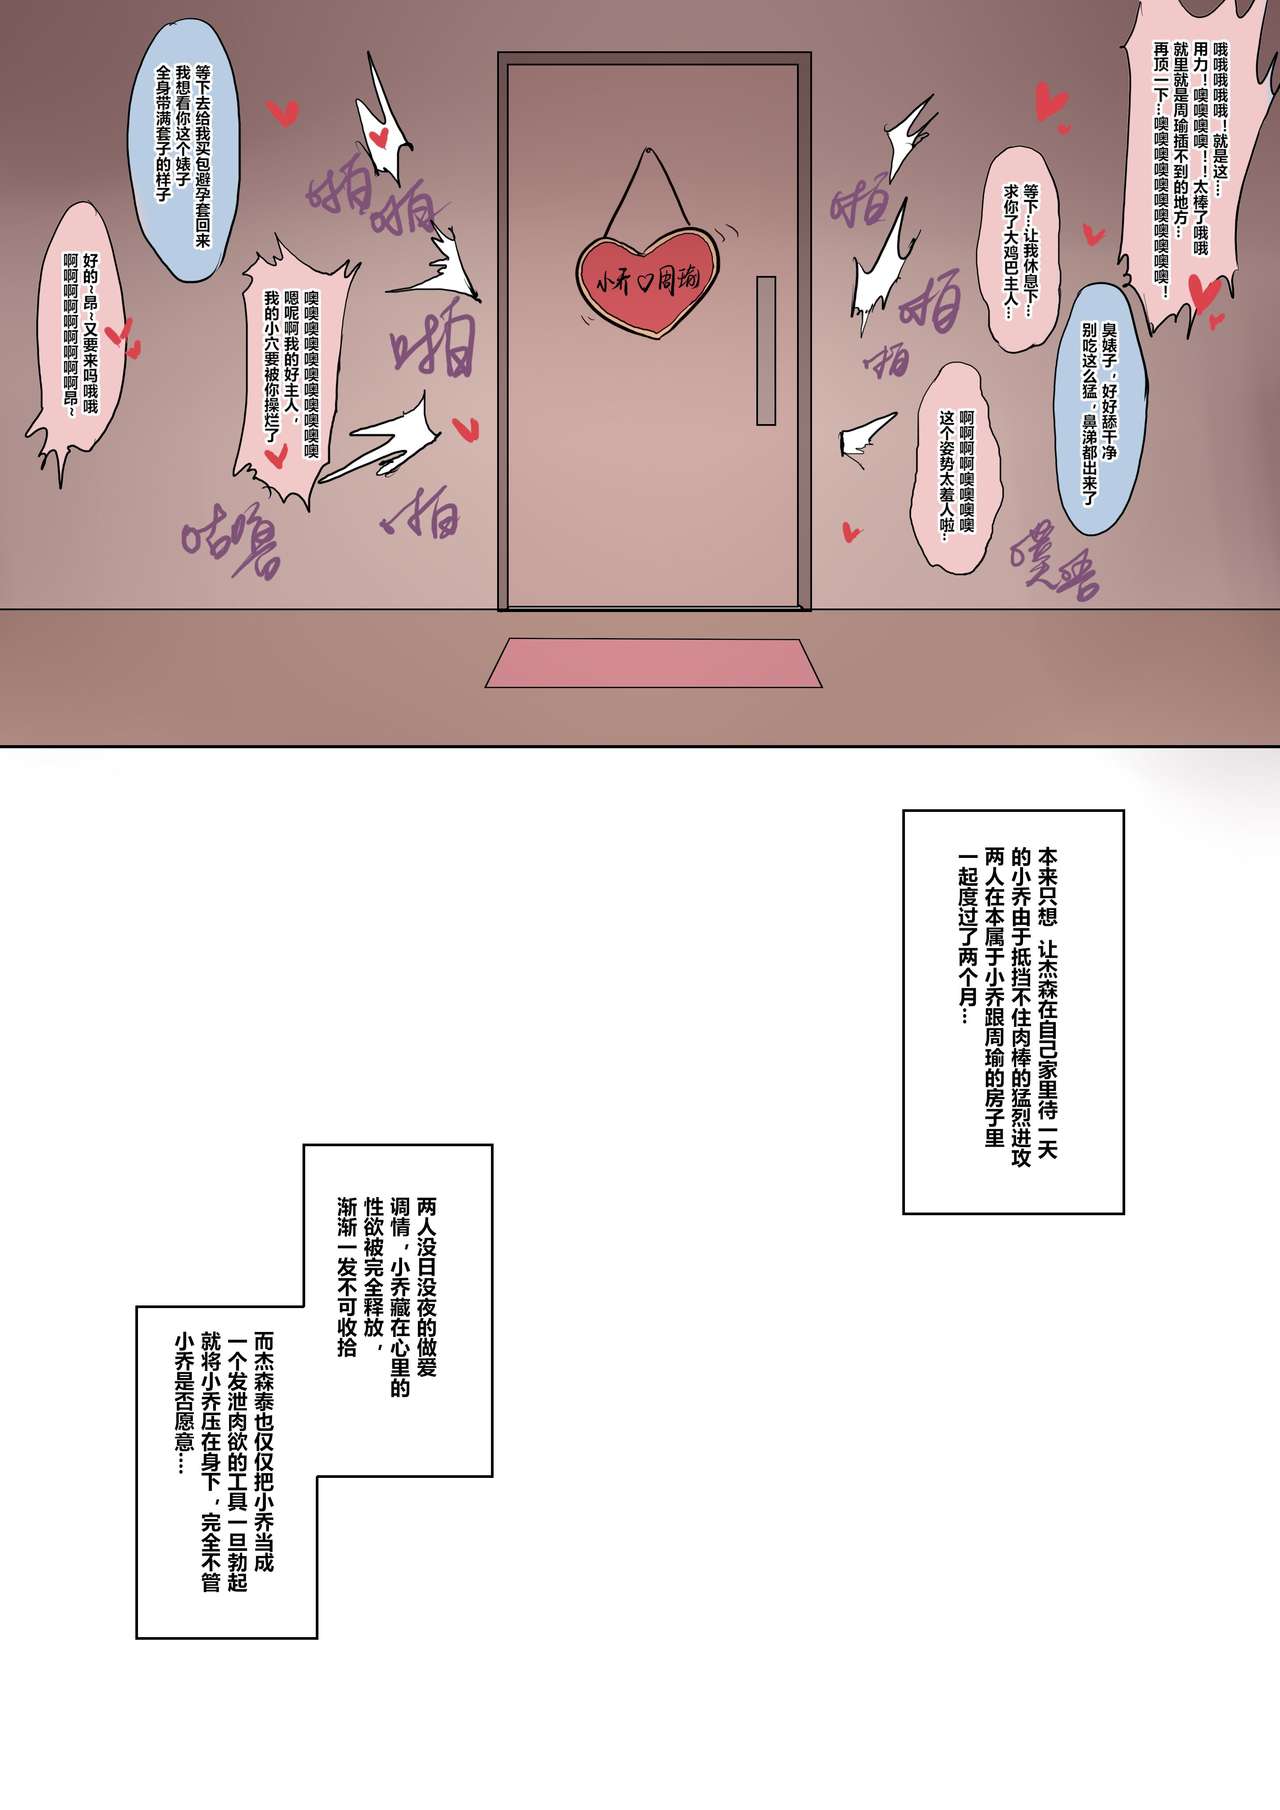 哦哦哦哦哦！就是这…
用力！噢噢噢噢！！太棒了哦哦
就里就是周瑜插不到的地方…
再顶一下…噢噢噢噢噢噢噢噢噢噢噢！
等下…让我休息下…
求你了大鸡巴主人…
臭婊子，好好舔干净
别吃这么猛，鼻涕都出来了
啊啊啊啊噢噢噢噢
这个姿势太羞人啦…
啪
啪
啪
噗唔
小乔♡周瑜
等下去给我买包避孕套回来
我想看你这个婊子
全身带满套子的样子
噢噢噢噢噢噢噢噢噢噢噢
嗯呢啊我的好主人，
我的小穴要被你操烂了
好的~昂~又要来吗哦哦
啊啊啊啊啊啊啊啊啊昂~
啪啪
啪
啪
咕噜
本来只想 让杰森在自己家里待一天
的小乔由于抵挡不住肉棒的猛烈进攻
两人在本属于小乔跟周瑜的房子里
一起度过了两个月…
两人没日没夜的做爱
调情，小乔藏在心里的
性欲被完全释放，
渐渐一发不可收拾
而杰森泰也仅仅把小乔当成
一个发泄肉欲的工具一旦勃起
就将小乔压在身下，完全不管
小乔是否愿意……